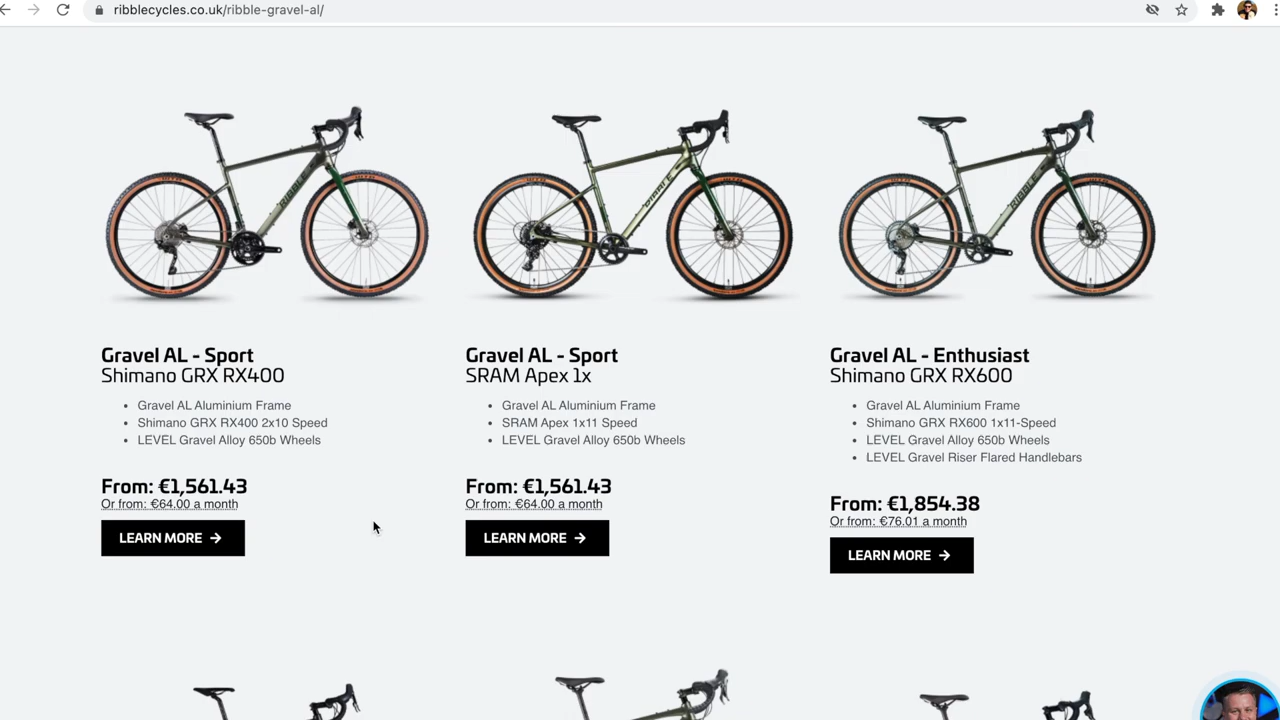 ribblecycles.co.uk/ribble-gravel-al/
RIBBLE
RIBBLE
RIBBLE
Gravel AL - Sport
Shimano GRX RX400
• Gravel AL Aluminium Frame
• Shimano GRX RX400 2x10 Speed
• LEVEL Gravel Alloy 650b Wheels
From: €1,561.43
Or from: €64.00 a month
LEARN MORE →
Gravel AL - Sport
SRAM Apex 1x
• Gravel AL Aluminium Frame
• SRAM Apex 1x11 Speed
• LEVEL Gravel Alloy 650b Wheels
From: €1,561.43
Or from: €64.00 a month
LEARN MORE →
Gravel AL - Enthusiast
Shimano GRX RX600
• Gravel AL Aluminium Frame
• Shimano GRX RX600 1x11-Speed
• LEVEL Gravel Alloy 650b Wheels
• LEVEL Gravel Riser Flared Handlebars
From: €1,854.38
Or from: €76.01 a month
LEARN MORE →